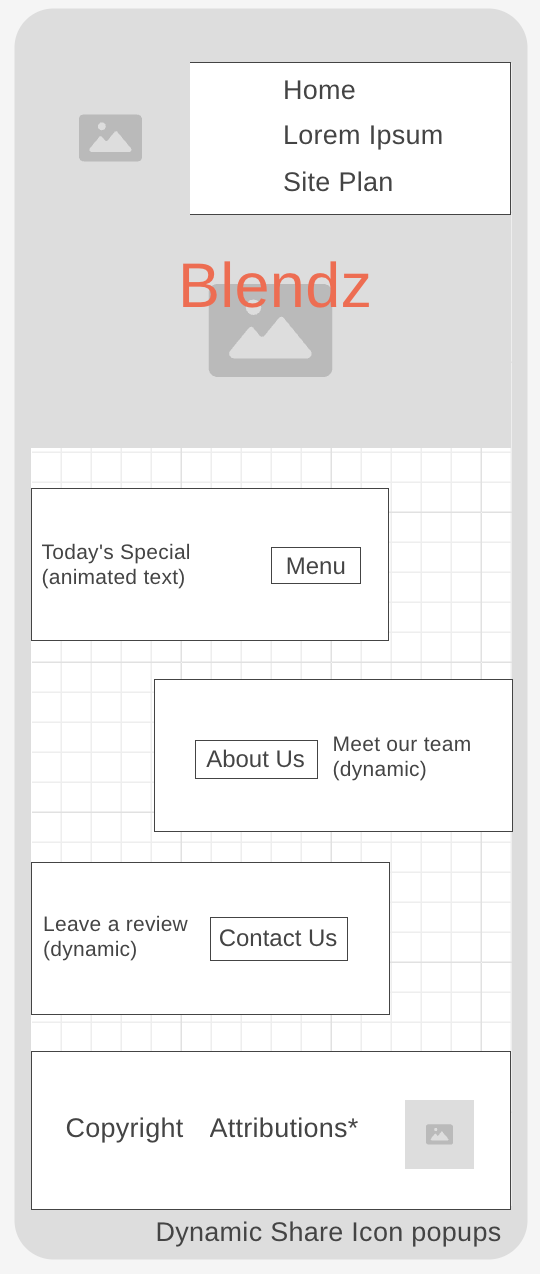 Home
Lorem Ipsum
Site Plan
Blendz
Today's Special
(animated text)
Menu
About Us
Meet our team
(dynamic)
Leave a review
(dynamic)
Contact Us
Copyright
Attributions*
Dynamic Share Icon popups